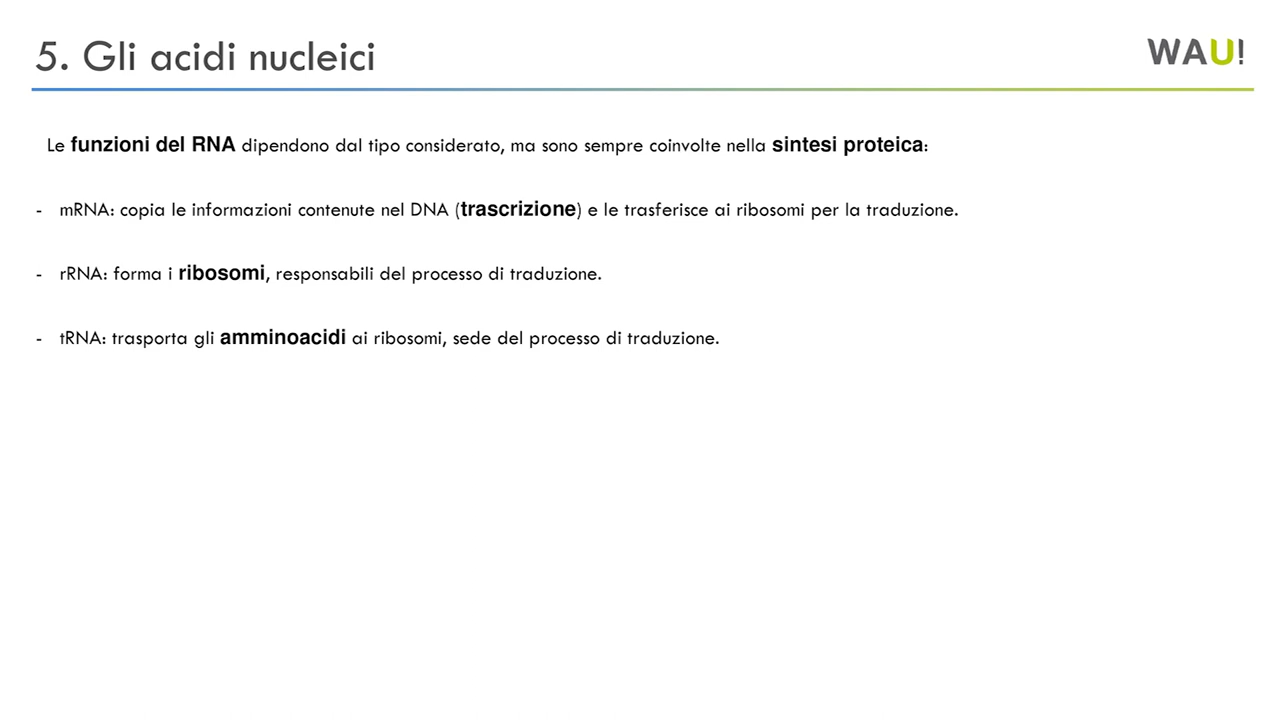 5. Gli acidi nucleici
WAU!
Le funzioni del RNA dipendono dal tipo considerato, ma sono sempre coinvolte nella sintesi proteica:
- mRNA: copia le informazioni contenute nel DNA (trascrizione) e le trasferisce ai ribosomi per la traduzione.
- rRNA: forma i ribosomi, responsabili del processo di traduzione.
- tRNA: trasporta gli amminoacidi ai ribosomi, sede del processo di traduzione.